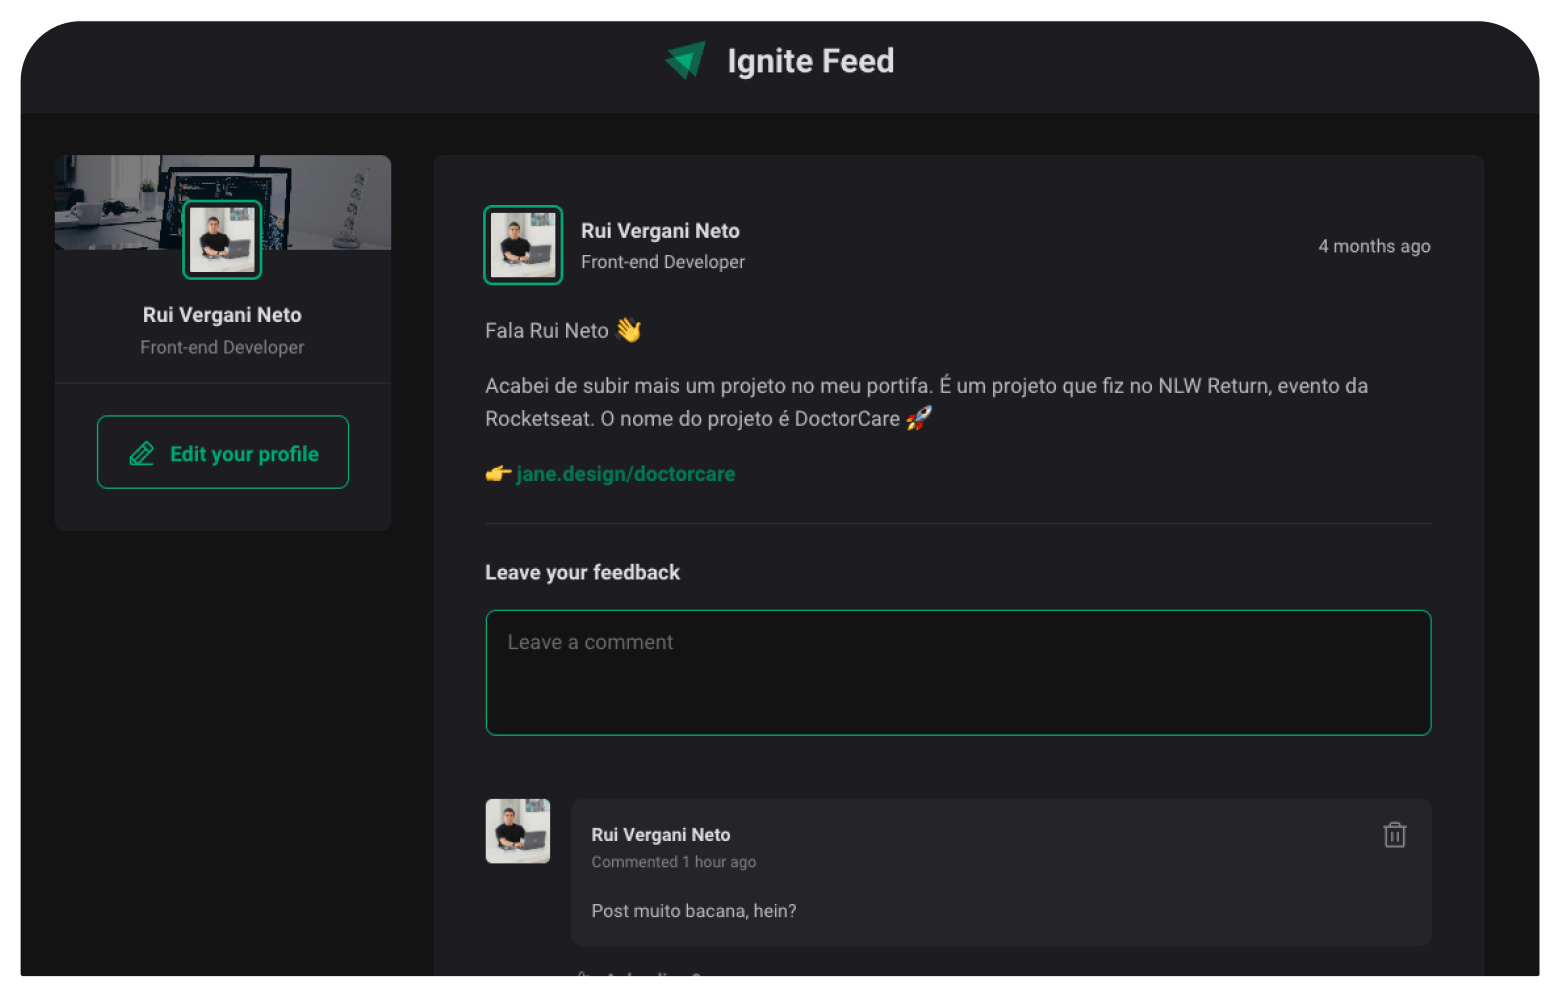 Ignite Feed
Rui Vergani Neto
Front-end Developer
Edit your profile
Rui Vergani Neto
Front-end Developer
4 months ago
Fala Rui Neto 👋
Acabei de subir mais um projeto no meu portifa. É um projeto que fiz no NLW Return, evento da
Rocketseat. O nome do projeto é DoctorCare 🚀
👉 jane.design/doctorcare
Leave your feedback
Leave a comment
Rui Vergani Neto
Commented 1 hour ago
Post muito bacana, hein?